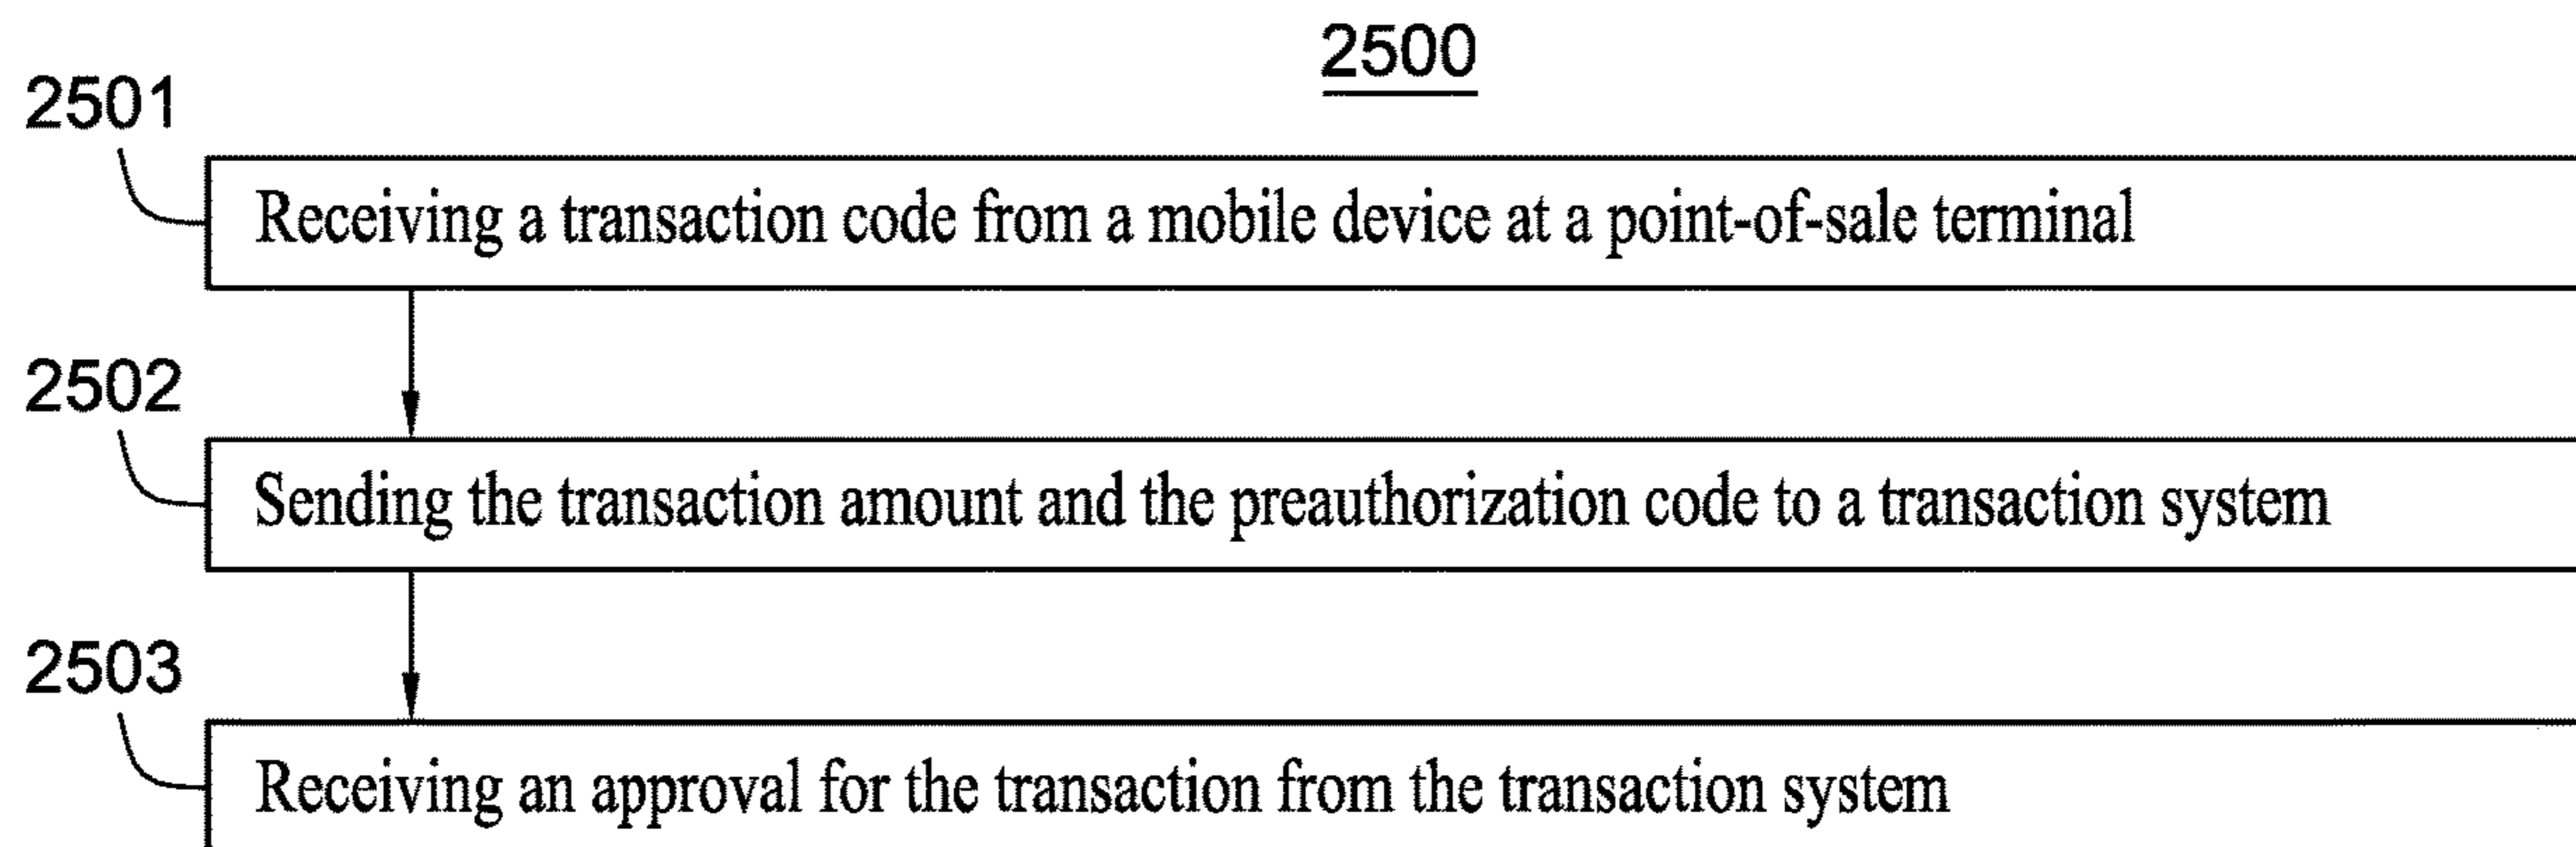 2500
2501
Receiving a transaction code from a mobile device at a point-of-sale terminal
2502
Sending the transaction amount and the preauthorization code to a transaction system
2503
Receiving an approval for the transaction from the transaction system